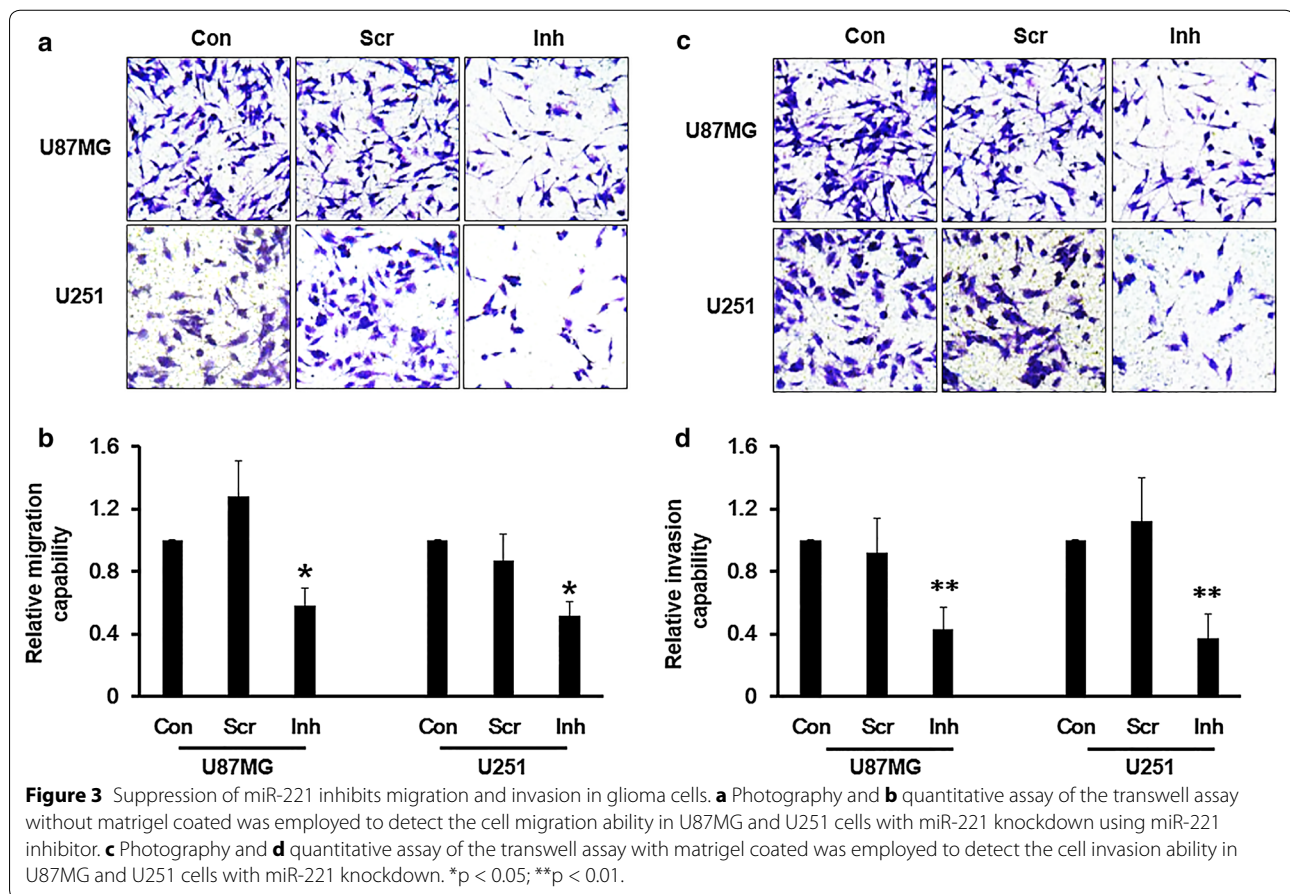 a
Con Scr Inh
U87MG
U251
c
Con Scr Inh
U87MG
U251
b
Relative migration
capability
1.6
1.2
0.8
0.4
0
*
*
Con Scr Inh Con Scr Inh
U87MG U251
d
Relative invasion
capability
1.6
1.2
0.8
0.4
0
**
**
Con Scr Inh Con Scr Inh
U87MG U251
Figure 3 Suppression of miR-221 inhibits migration and invasion in glioma cells. a Photography and b quantitative assay of the transwell assay
without matrigel coated was employed to detect the cell migration ability in U87MG and U251 cells with miR-221 knockdown using miR-221
inhibitor. c Photography and d quantitative assay of the transwell assay with matrigel coated was employed to detect the cell invasion ability in
U87MG and U251 cells with miR-221 knockdown. *p < 0.05; **p < 0.01.